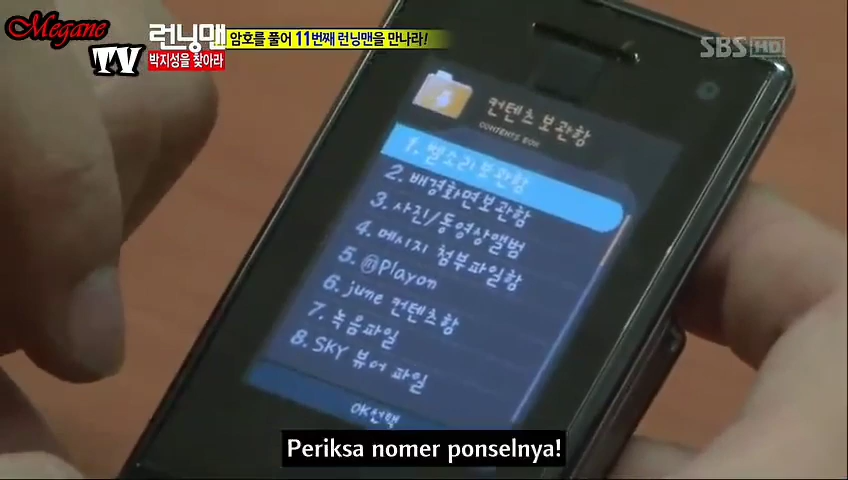 Megane
TV
런닝맨
박지성을 찾아라
암호를 풀어 11번째 런닝맨을 만나라!
SBS HD
컨텐츠 보관함
CONTENTS BOX
1. 벨소리보관함
2. 배경화면보관함
3. 사진/동영상앨범
4. 메시지 첨부파일함
5. ⓜPlayon
6. june 컨텐츠함
7. 녹음파일
8. SKY 뷰어 파일
OK선택
Periksa nomer ponselnya!